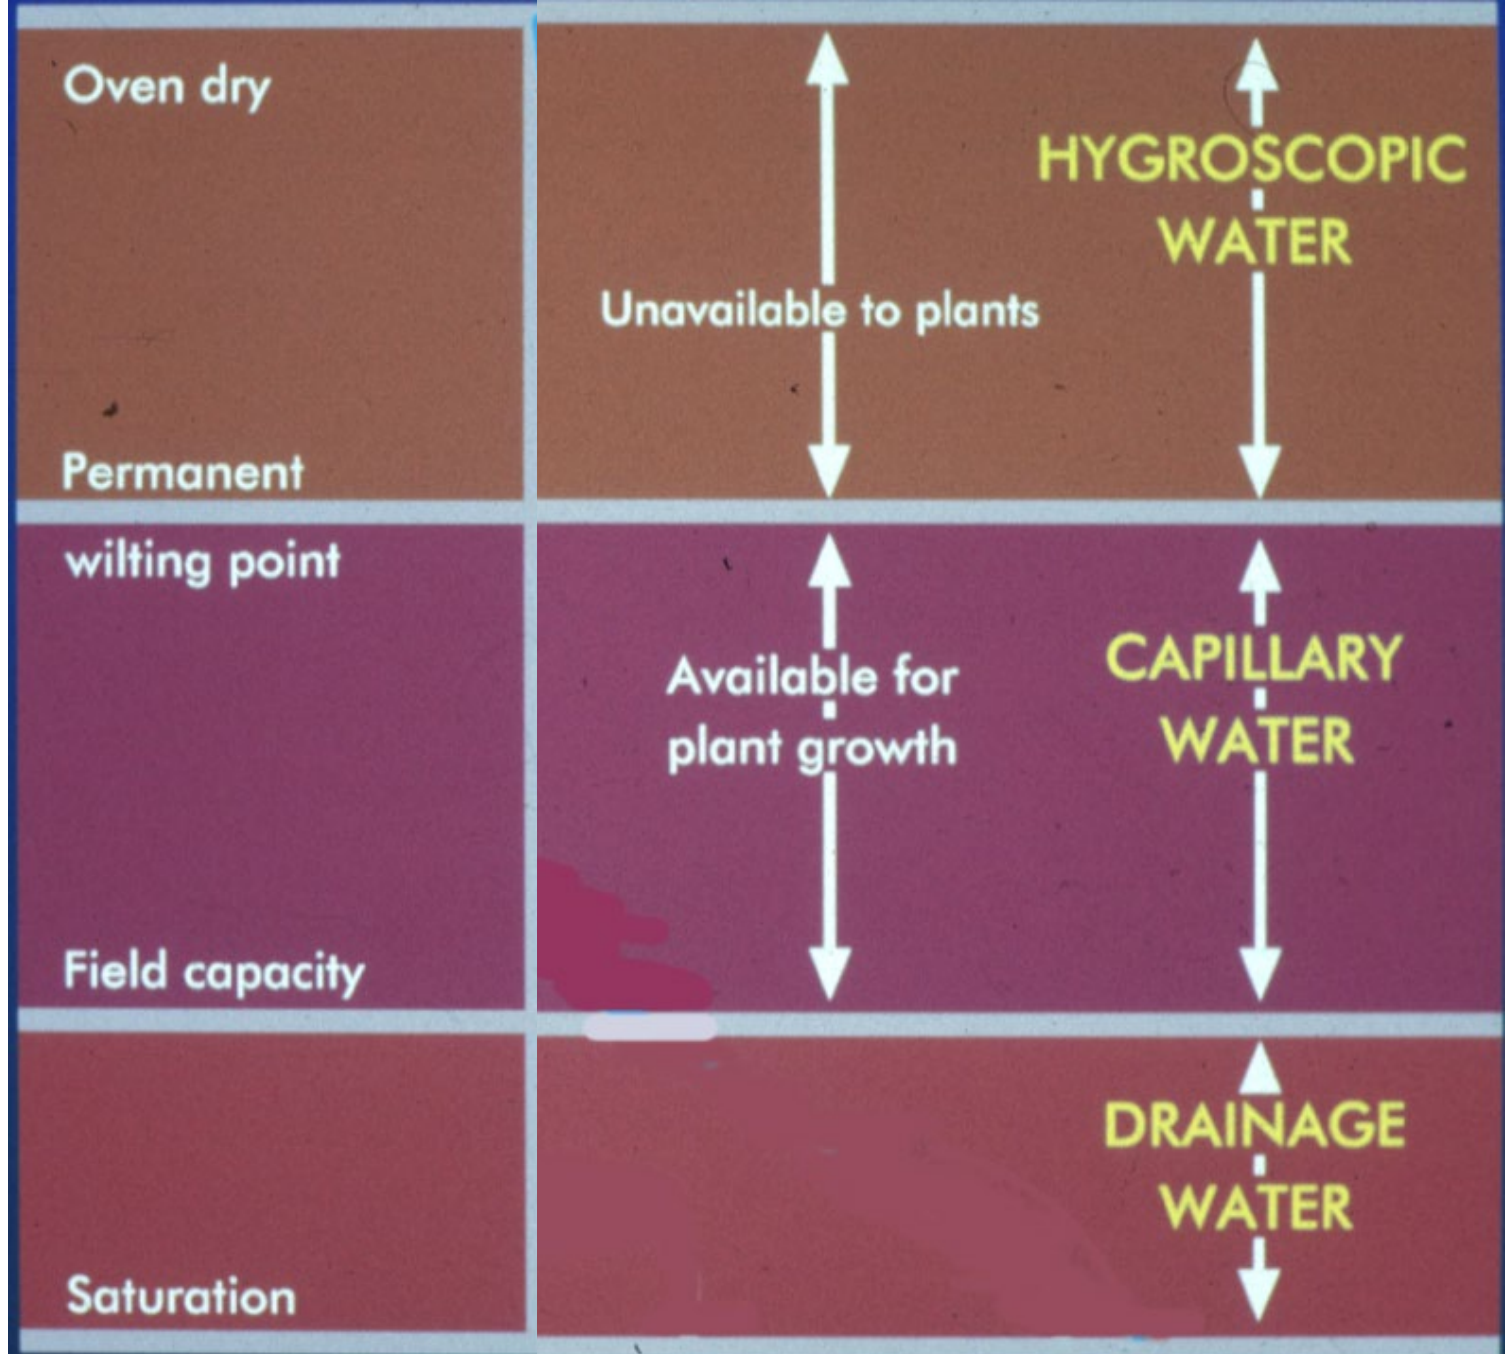 Oven dry
HYGROSCOPIC
WATER
Unavailable to plants
Permanent
wilting point
Available for
plant growth
CAPILLARY
WATER
Field capacity
DRAINAGE
WATER
Saturation